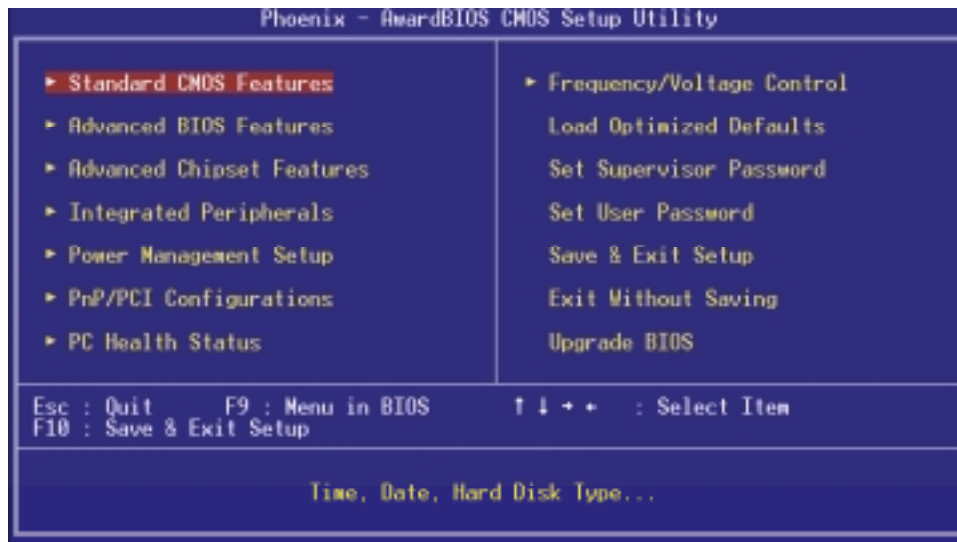 Phoenix - AwardBIOS CMOS Setup Utility
► Standard CMOS Features
► Advanced BIOS Features
► Advanced Chipset Features
► Integrated Peripherals
► Power Management Setup
► PnP/PCI Configurations
► PC Health Status
► Frequency/Voltage Control
Load Optimized Defaults
Set Supervisor Password
Set User Password
Save & Exit Setup
Exit Without Saving
Upgrade BIOS
Esc : Quit F9 : Menu in BIOS ↑ ↓ → ← : Select Item
F10 : Save & Exit Setup
Time, Date, Hard Disk Type...